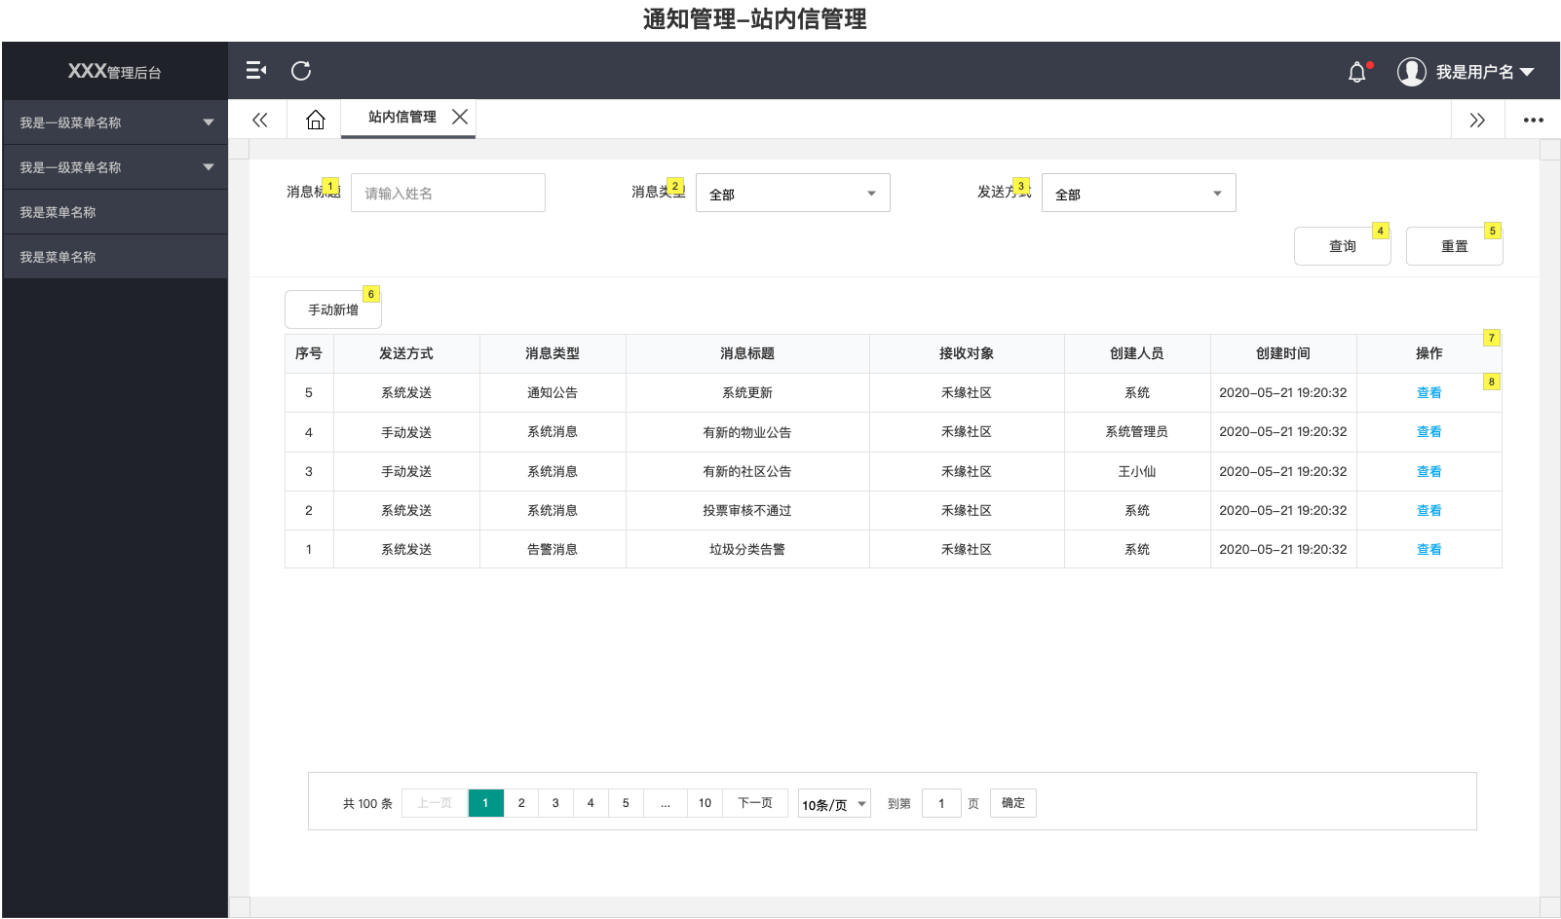 通知管理-站内信管理
XXX管理后台
我是用户名
我是一级菜单名称
我是一级菜单名称
我是菜单名称
我是菜单名称
站内信管理
消息标题 1 请输入姓名 消息类型 2 全部 发送方式 3 全部
查询 4 重置 5
手动新增 6
序号 发送方式 消息类型 消息标题 接收对象 创建人员 创建时间 操作 7
5 系统发送 通知公告 系统更新 禾缘社区 系统 2020-05-21 19:20:32 查看 8
4 手动发送 系统消息 有新的物业公告 禾缘社区 系统管理员 2020-05-21 19:20:32 查看
3 手动发送 系统消息 有新的社区公告 禾缘社区 王小仙 2020-05-21 19:20:32 查看
2 系统发送 系统消息 投票审核不通过 禾缘社区 系统 2020-05-21 19:20:32 查看
1 系统发送 告警消息 垃圾分类告警 禾缘社区 系统 2020-05-21 19:20:32 查看
共 100 条 上一页 1 2 3 4 5 ... 10 下一页 10条/页 到第 1 页 确定